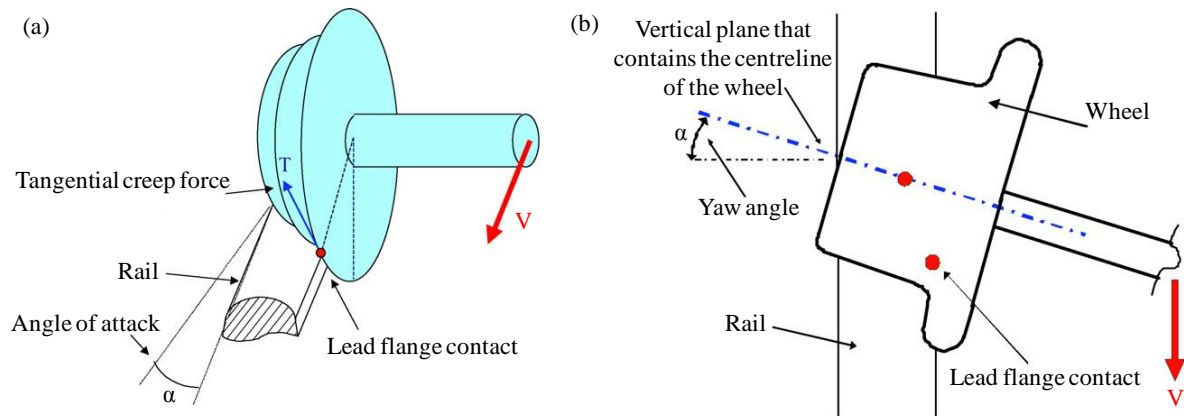 (a)
T
Tangential creep force
V
Rail
Angle of attack
Lead flange contact
α
(b)
Vertical plane that
contains the centreline
of the wheel
Wheel
α
Yaw angle
Rail
Lead flange contact
V